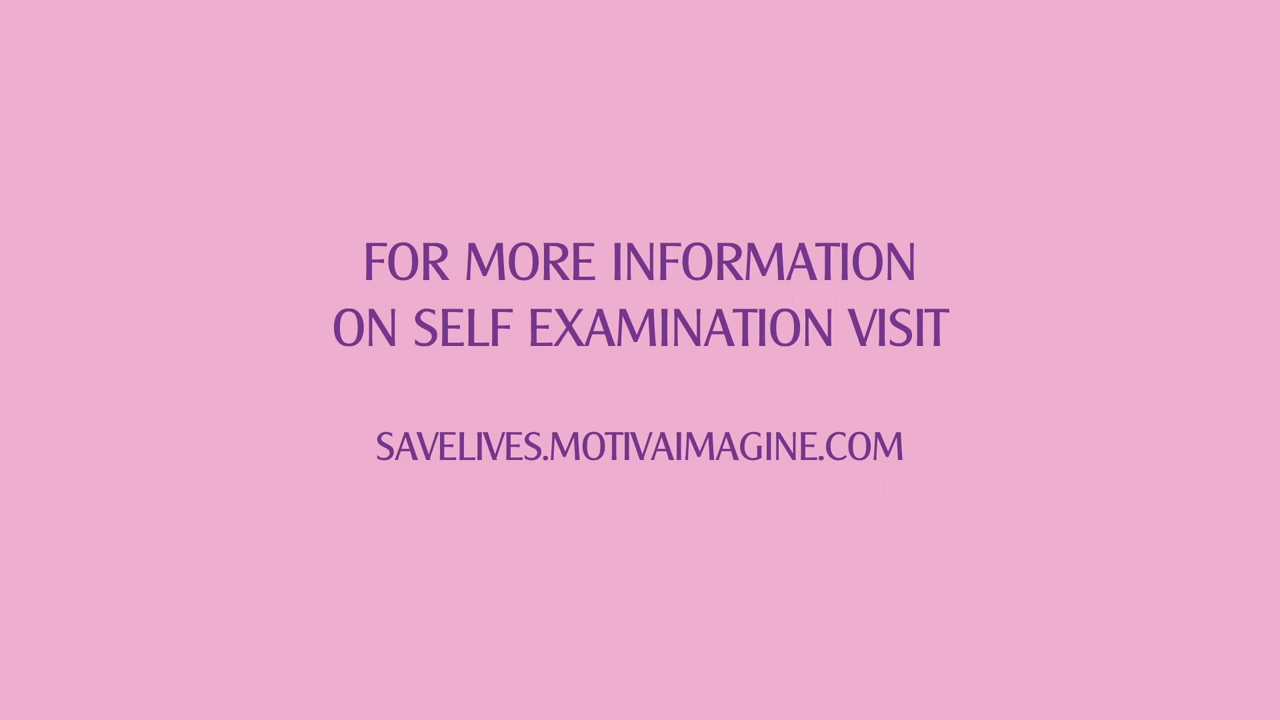 FOR MORE INFORMATION
ON SELF EXAMINATION VISIT
SAVELIVES.MOTIVAIMAGINE.COM